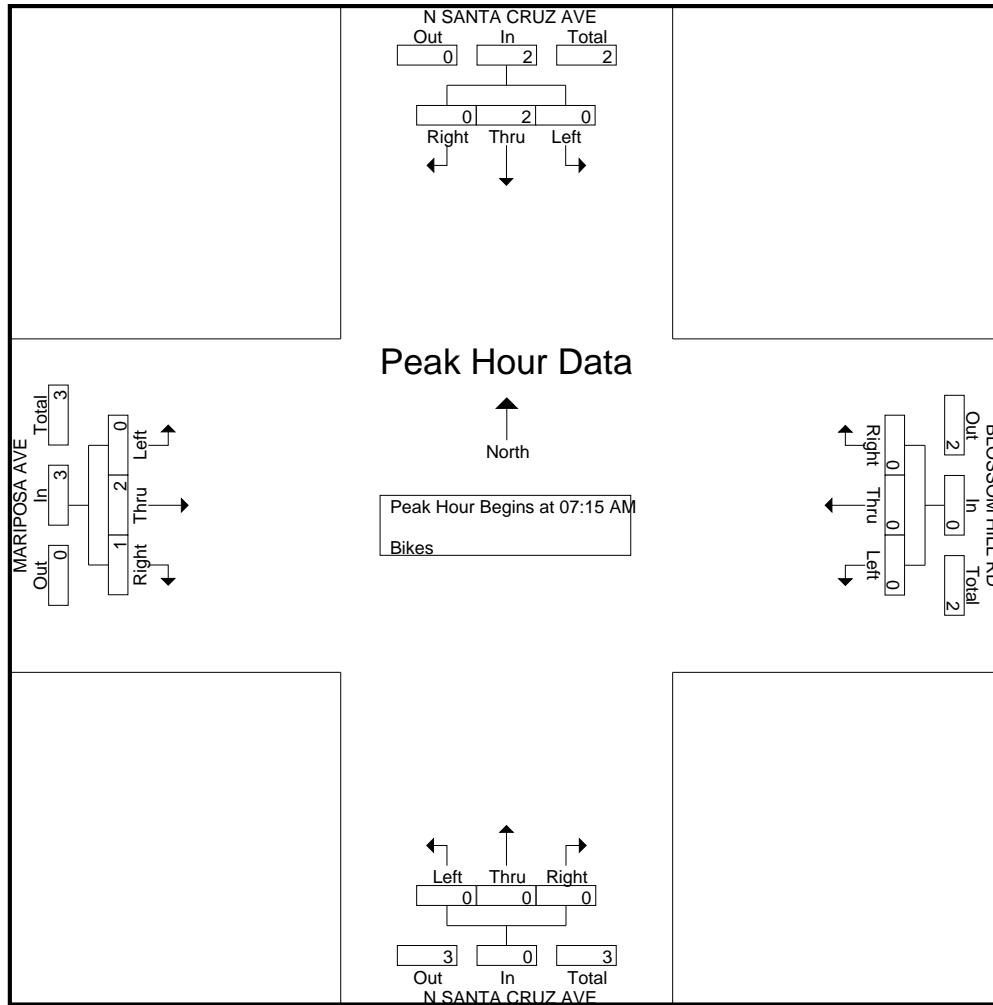 N SANTA CRUZ AVE
Out In Total
0 2 2
0 2 0
Right Thru Left
Peak Hour Data
North
Peak Hour Begins at 07:15 AM
Bikes
MARIPOSA AVE
Out In Total
0 3 3
1 2 0
Right Thru Left
BLOSSOM HILL RD
Out In Total
2 0 2
0 0 0
Right Thru Left
Left Thru Right
0 0 0
3 0 3
Out In Total
N SANTA CRUZ AVE